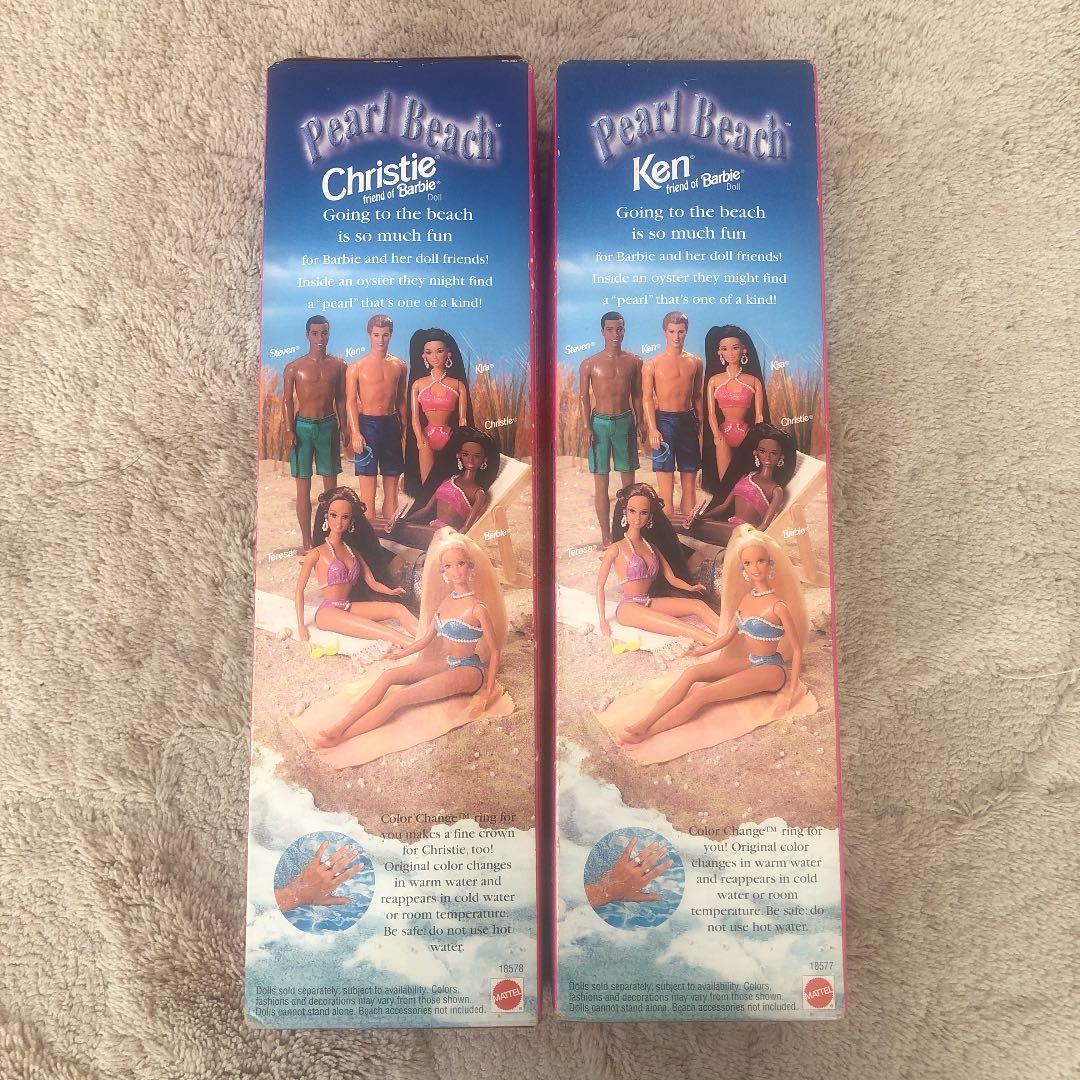 Pearl Beach™
Christie®
friend of Barbie®
Doll
Going to the beach
is so much fun
for Barbie and her doll friends!
Inside an oyster they might find
a "pearl" that's one of a kind!
Steven®
Ken®
Kira®
Christie®
Teresa®
Barbie®
Color Change™ ring for
you makes a fine crown
for Christie, too!
Original color changes
in warm water and
reappears in cold water
or room temperature.
Be safe: do not use hot
water.
18578
Dolls sold separately, subject to availability. Colors,
fashions and decorations may vary from those shown.
Dolls cannot stand alone. Beach accessories not included.
MATTEL
Pearl Beach™
Ken®
friend of Barbie®
Doll
Going to the beach
is so much fun
for Barbie and her doll friends!
Inside an oyster they might find
a "pearl" that's one of a kind!
Steven®
Ken®
Kira®
Christie®
Teresa®
Barbie®
Color Change™ ring for
you! Original color
changes in warm water
and reappears in cold
water or room
temperature. Be safe: do
not use hot water.
18577
Dolls sold separately, subject to availability. Colors,
fashions and decorations may vary from those shown.
Dolls cannot stand alone. Beach accessories not included.
MATTEL